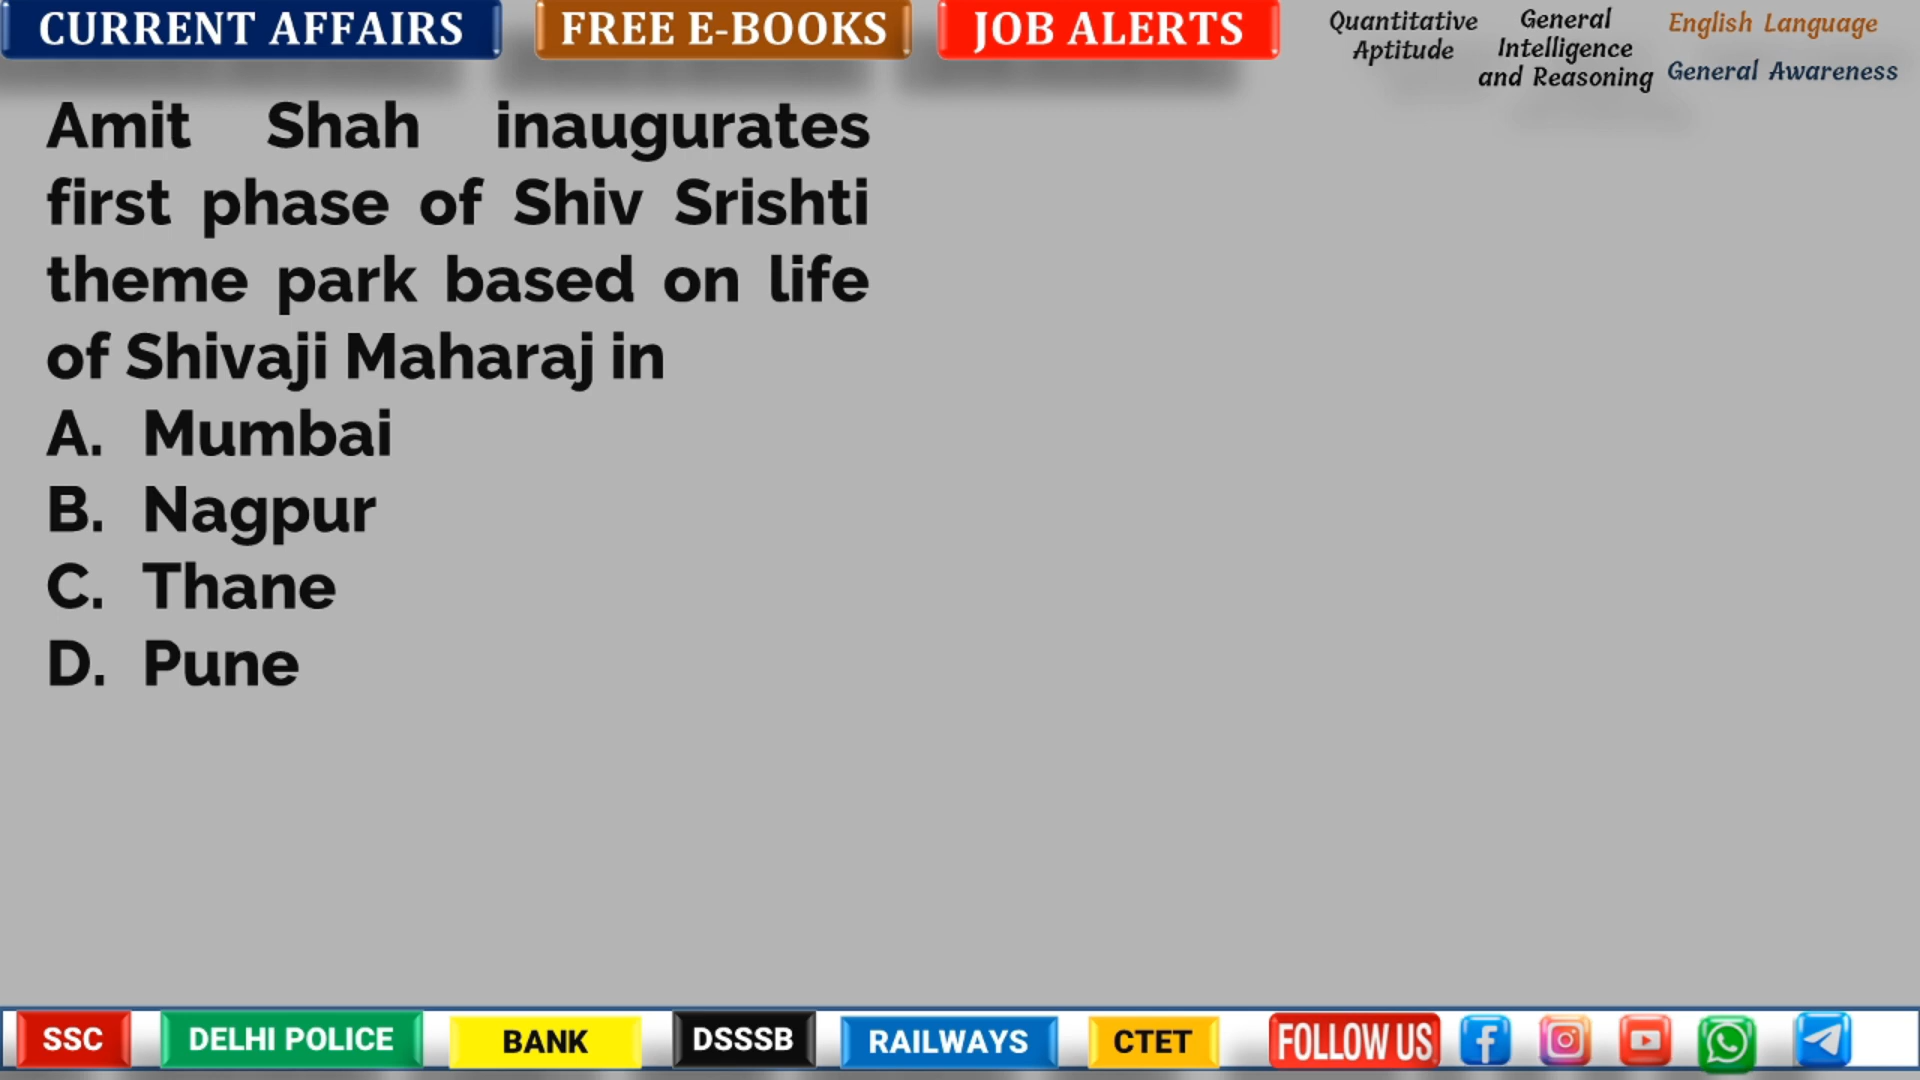 CURRENT AFFAIRS
FREE E-BOOKS
JOB ALERTS
Quantitative
Aptitude
General
Intelligence
and Reasoning
English Language
General Awareness
Amit Shah inaugurates
first phase of Shiv Srishti
theme park based on life
of Shivaji Maharaj in
A. Mumbai
B. Nagpur
C. Thane
D. Pune
SSC
DELHI POLICE
BANK
DSSSB
RAILWAYS
CTET
FOLLOW US